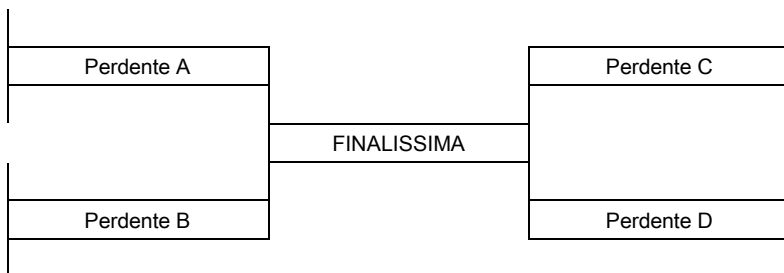 Perdente A
Perdente C
FINALISSIMA
Perdente B
Perdente D